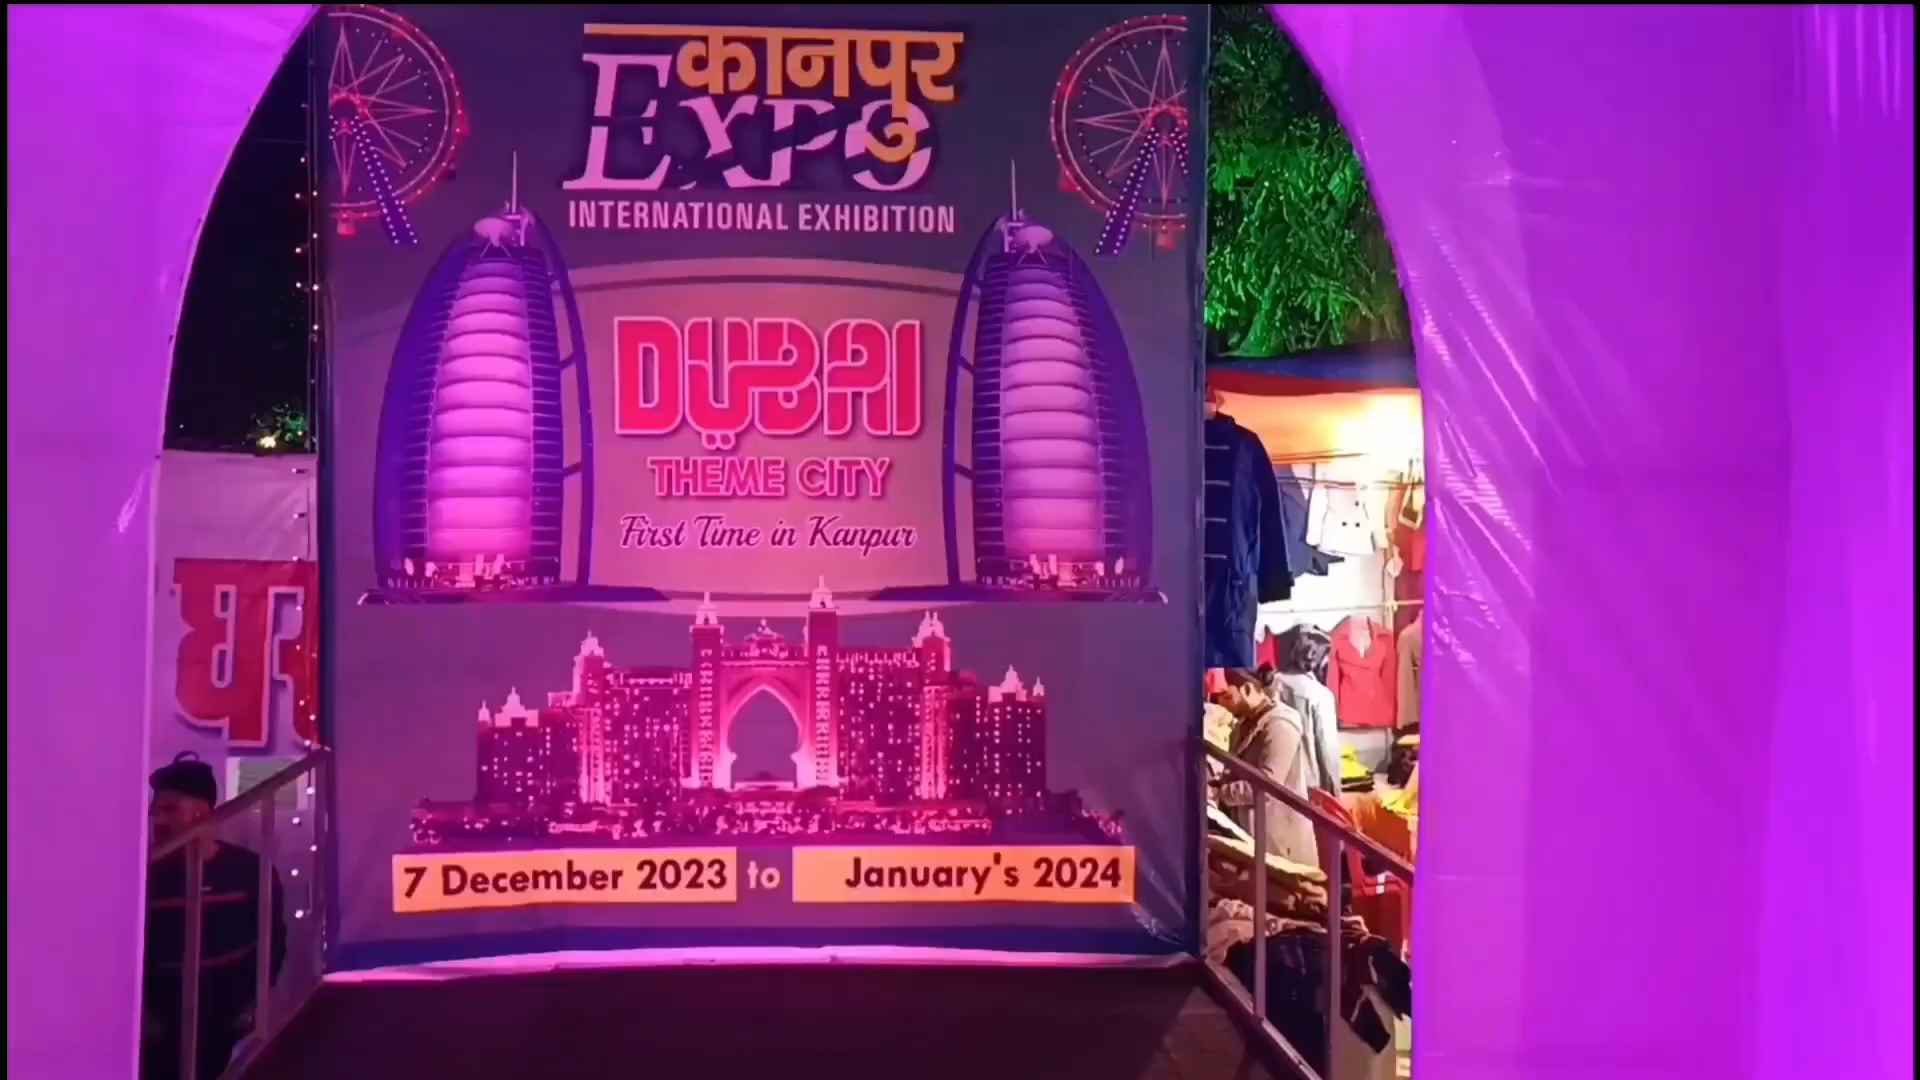 कानपुर
EXPO
INTERNATIONAL EXHIBITION
DUBAI
THEME CITY
First Time in Kanpur
7 December 2023 to January's 2024